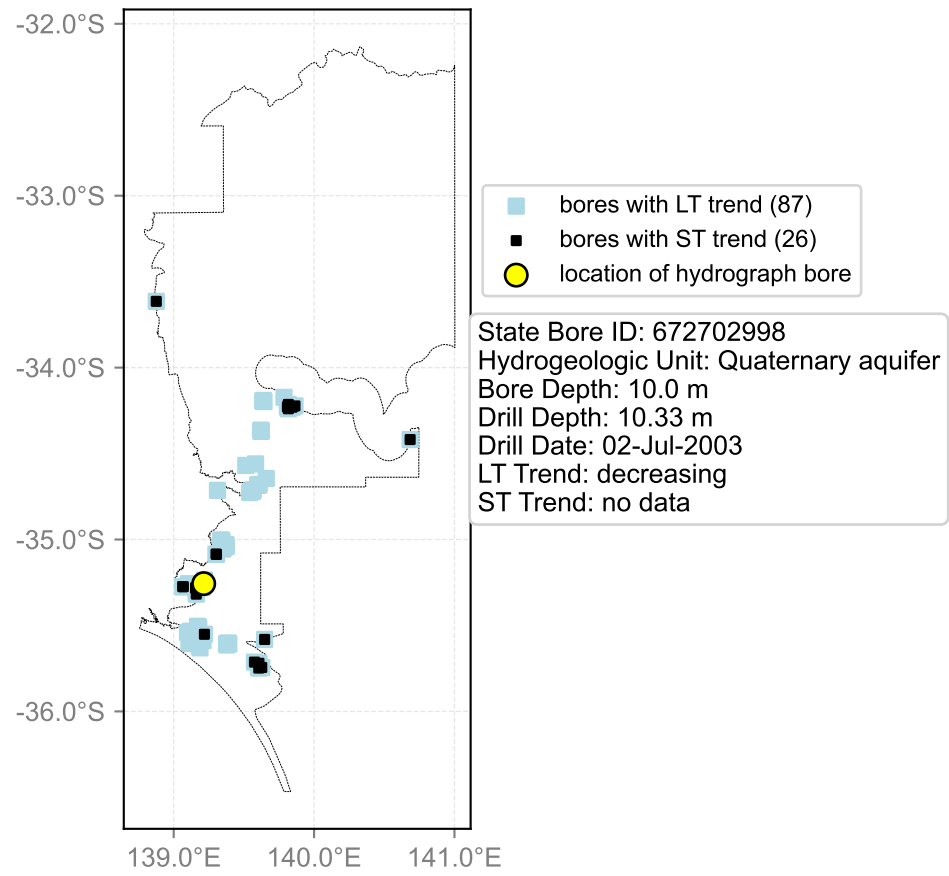 -32.0°S
-33.0°S
-34.0°S
-35.0°S
-36.0°S
139.0°E
140.0°E
141.0°E
bores with LT trend (87)
bores with ST trend (26)
location of hydrograph bore
State Bore ID: 672702998
Hydrogeologic Unit: Quaternary aquifer
Bore Depth: 10.0 m
Drill Depth: 10.33 m
Drill Date: 02-Jul-2003
LT Trend: decreasing
ST Trend: no data